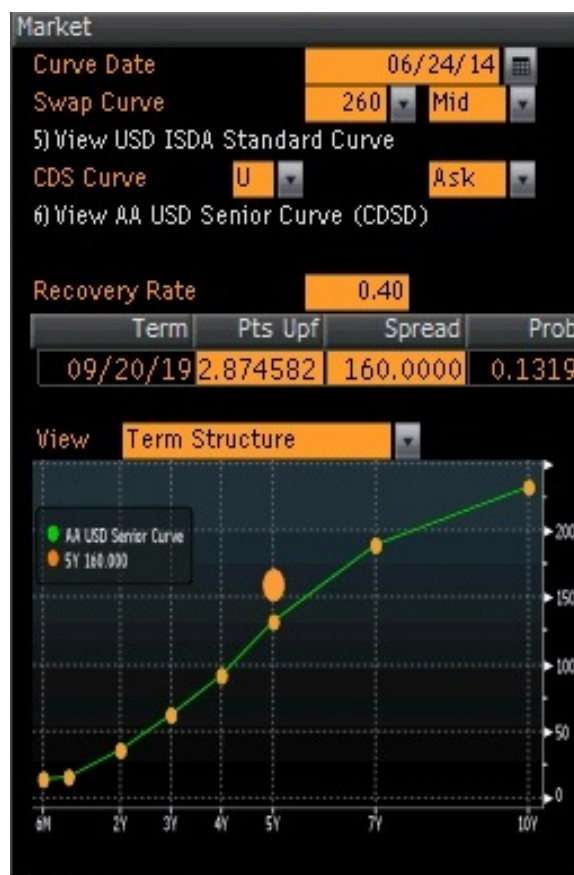 Market
Curve Date 06/24/14
Swap Curve 260 Mid
5) View USD ISDA Standard Curve
CDS Curve U Ask
6) View AA USD Senior Curve (CDSD)
Recovery Rate 0.40
Term Pts Upf Spread Prob
09/20/19 2.874582 160.0000 0.1319
View Term Structure
AA USD Senior Curve
5Y 160.000
200
150
100
50
0
6M 2Y 3Y 4Y 5Y 7Y 10Y